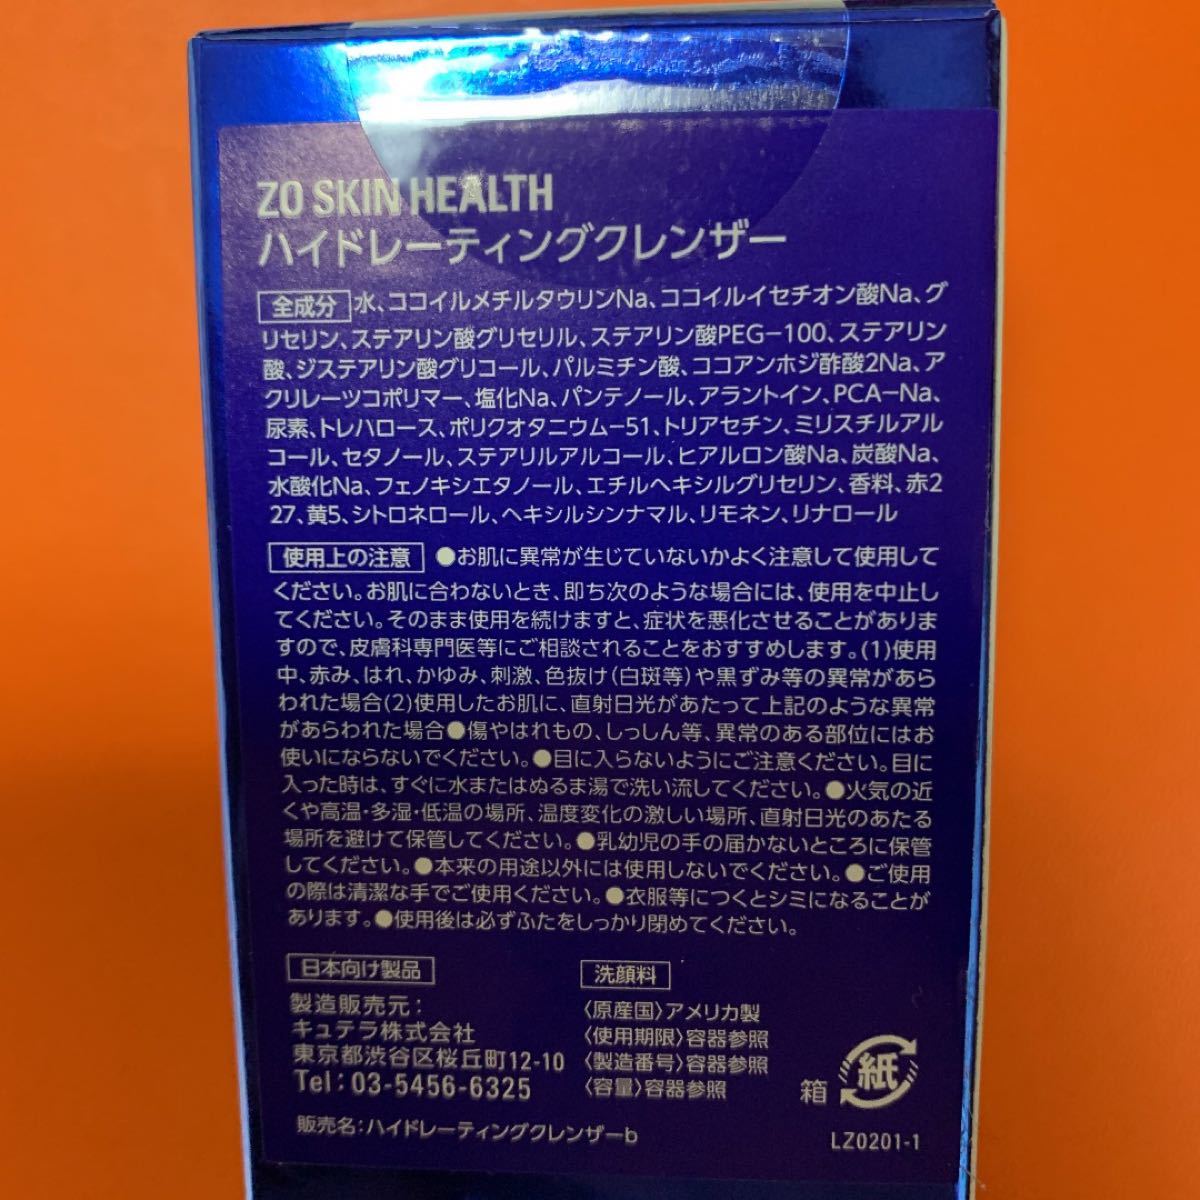 ZO SKIN HEALTH
ハイドレーティングクレンザー
全成分 水、ココイルメチルタウリンNa、ココイルイセチオン酸Na、グ
リセリン、ステアリン酸グリセリル、ステアリン酸PEG−100、ステアリン
酸、ジステアリン酸グリコール、パルミチン酸、ココアンホジ酢酸2Na、ア
クリレーツコポリマー、塩化Na、パンテノール、アラントイン、PCA−Na、
尿素、トレハロース、ポリクオタニウム−51、トリアセチン、ミリスチルアル
コール、セタノール、ステアリルアルコール、ヒアルロン酸Na、炭酸Na、
水酸化Na、フェノキシエタノール、エチルヘキシルグリセリン、香料、赤2
27、黄5、シトロネロール、ヘキシルシンナマル、リモネン、リナロール
使用上の注意 ●お肌に異常が生じていないかよく注意して使用して
ください。お肌に合わないとき、即ち次のような場合には、使用を中止し
てください。そのまま使用を続けますと、症状を悪化させることがありま
すので、皮膚科専門医等にご相談されることをおすすめします。(1)使用
中、赤み、はれ、かゆみ、刺激、色抜け(白斑等)や黒ずみ等の異常があら
われた場合(2)使用したお肌に、直射日光があたって上記のような異常
があらわれた場合●傷やはれもの、しっしん等、異常のある部位にはお
使いにならないでください。●目に入らないようにご注意ください。目に
入った時は、すぐに水またはぬるま湯で洗い流してください。●火気の近
くや高温・多湿・低温の場所、温度変化の激しい場所、直射日光のあたる
場所を避けて保管してください。●乳幼児の手の届かないところに保管
してください。●本来の用途以外には使用しないでください。●ご使用
の際は清潔な手でご使用ください。●衣服等につくとシミになることが
あります。●使用後は必ずふたをしっかり閉めてください。
日本向け製品
製造販売元:
キュテラ株式会社
東京都渋谷区桜丘町12-10
Tel:03-5456-6325
販売名:ハイドレーティングクレンザーb
洗顔料
〈原産国〉アメリカ製
〈使用期限〉容器参照
〈製造番号〉容器参照
〈容量〉容器参照
箱 紙
LZ0201-1